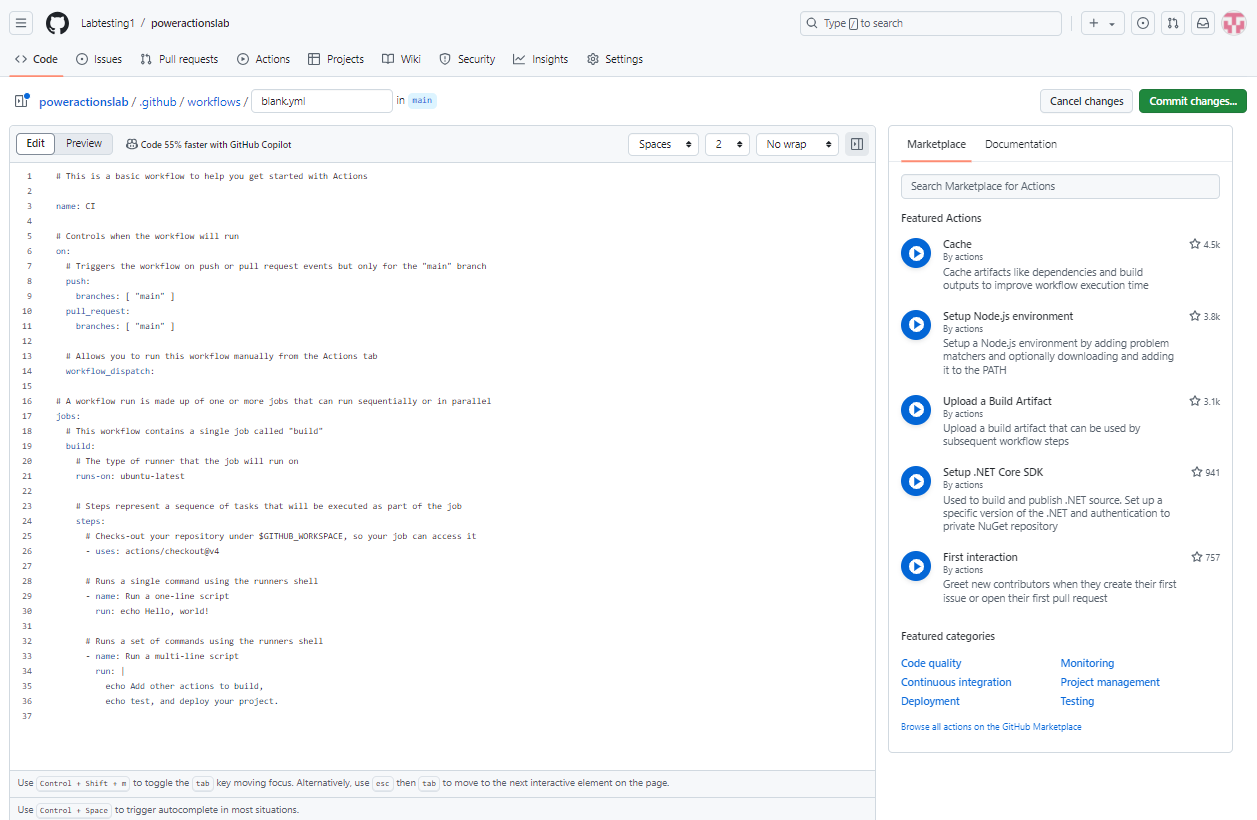 Labtesting1 / poweractionslab
Type / to search
Code Issues Pull requests Actions Projects Wiki Security Insights Settings
poweractionslab / .github / workflows / blank.yml in main
Cancel changes Commit changes...
Edit Preview Code 55% faster with GitHub Copilot
Spaces 2 No wrap
1 # This is a basic workflow to help you get started with Actions
2
3 name: CI
4
5 # Controls when the workflow will run
6 on:
7 # Triggers the workflow on push or pull request events but only for the "main" branch
8 push:
9 branches: [ "main" ]
10 pull_request:
11 branches: [ "main" ]
12
13 # Allows you to run this workflow manually from the Actions tab
14 workflow_dispatch:
15
16 # A workflow run is made up of one or more jobs that can run sequentially or in parallel
17 jobs:
18 # This workflow contains a single job called "build"
19 build:
20 # The type of runner that the job will run on
21 runs-on: ubuntu-latest
22
23 # Steps represent a sequence of tasks that will be executed as part of the job
24 steps:
25 # Checks-out your repository under $GITHUB_WORKSPACE, so your job can access it
26 - uses: actions/checkout@v4
27
28 # Runs a single command using the runners shell
29 - name: Run a one-line script
30 run: echo Hello, world!
31
32 # Runs a set of commands using the runners shell
33 - name: Run a multi-line script
34 run: |
35 echo Add other actions to build,
36 echo test, and deploy your project.
37
Use Control + Shift + m to toggle the tab key moving focus. Alternatively, use esc then tab to move to the next interactive element on the page.
Use Control + Space to trigger autocomplete in most situations.
Marketplace Documentation
Search Marketplace for Actions
Featured Actions
Cache 4.5k
By actions
Cache artifacts like dependencies and build
outputs to improve workflow execution time
Setup Node.js environment 3.8k
By actions
Setup a Node.js environment by adding problem
matchers and optionally downloading and adding
it to the PATH
Upload a Build Artifact 3.1k
By actions
Upload a build artifact that can be used by
subsequent workflow steps
Setup .NET Core SDK 941
By actions
Used to build and publish .NET source. Set up a
specific version of the .NET and authentication to
private NuGet repository
First interaction 757
By actions
Greet new contributors when they create their first
issue or open their first pull request
Featured categories
Code quality Monitoring
Continuous integration Project management
Deployment Testing
Browse all actions on the GitHub Marketplace